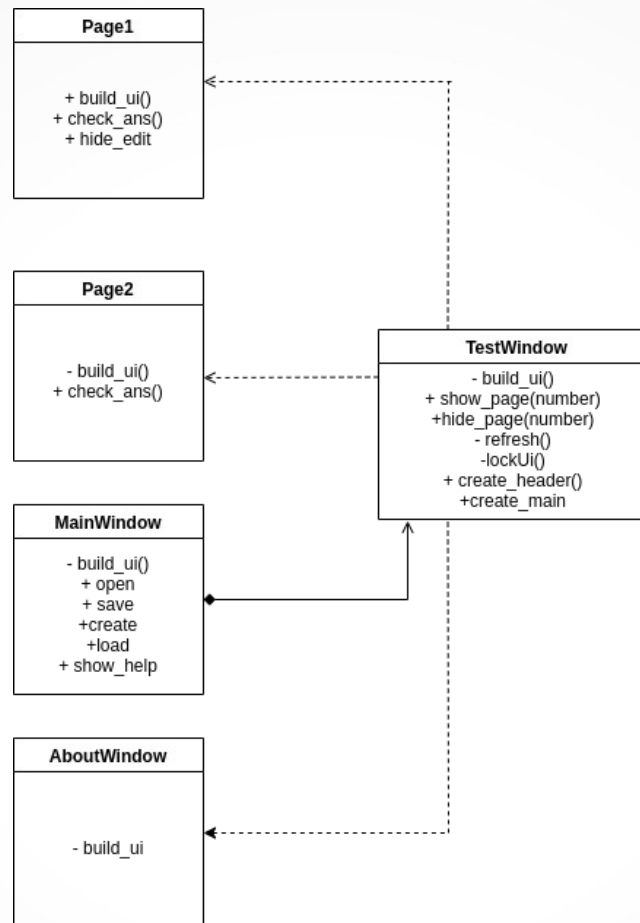 Page1
+ build_ui()
+ check_ans()
+ hide_edit
Page2
- build_ui()
+ check_ans()
TestWindow
- build_ui()
+ show_page(number)
+hide_page(number)
- refresh()
-lockUi()
+ create_header()
+create_main
MainWindow
- build_ui()
+ open
+ save
+create
+load
+ show_help
AboutWindow
- build_ui